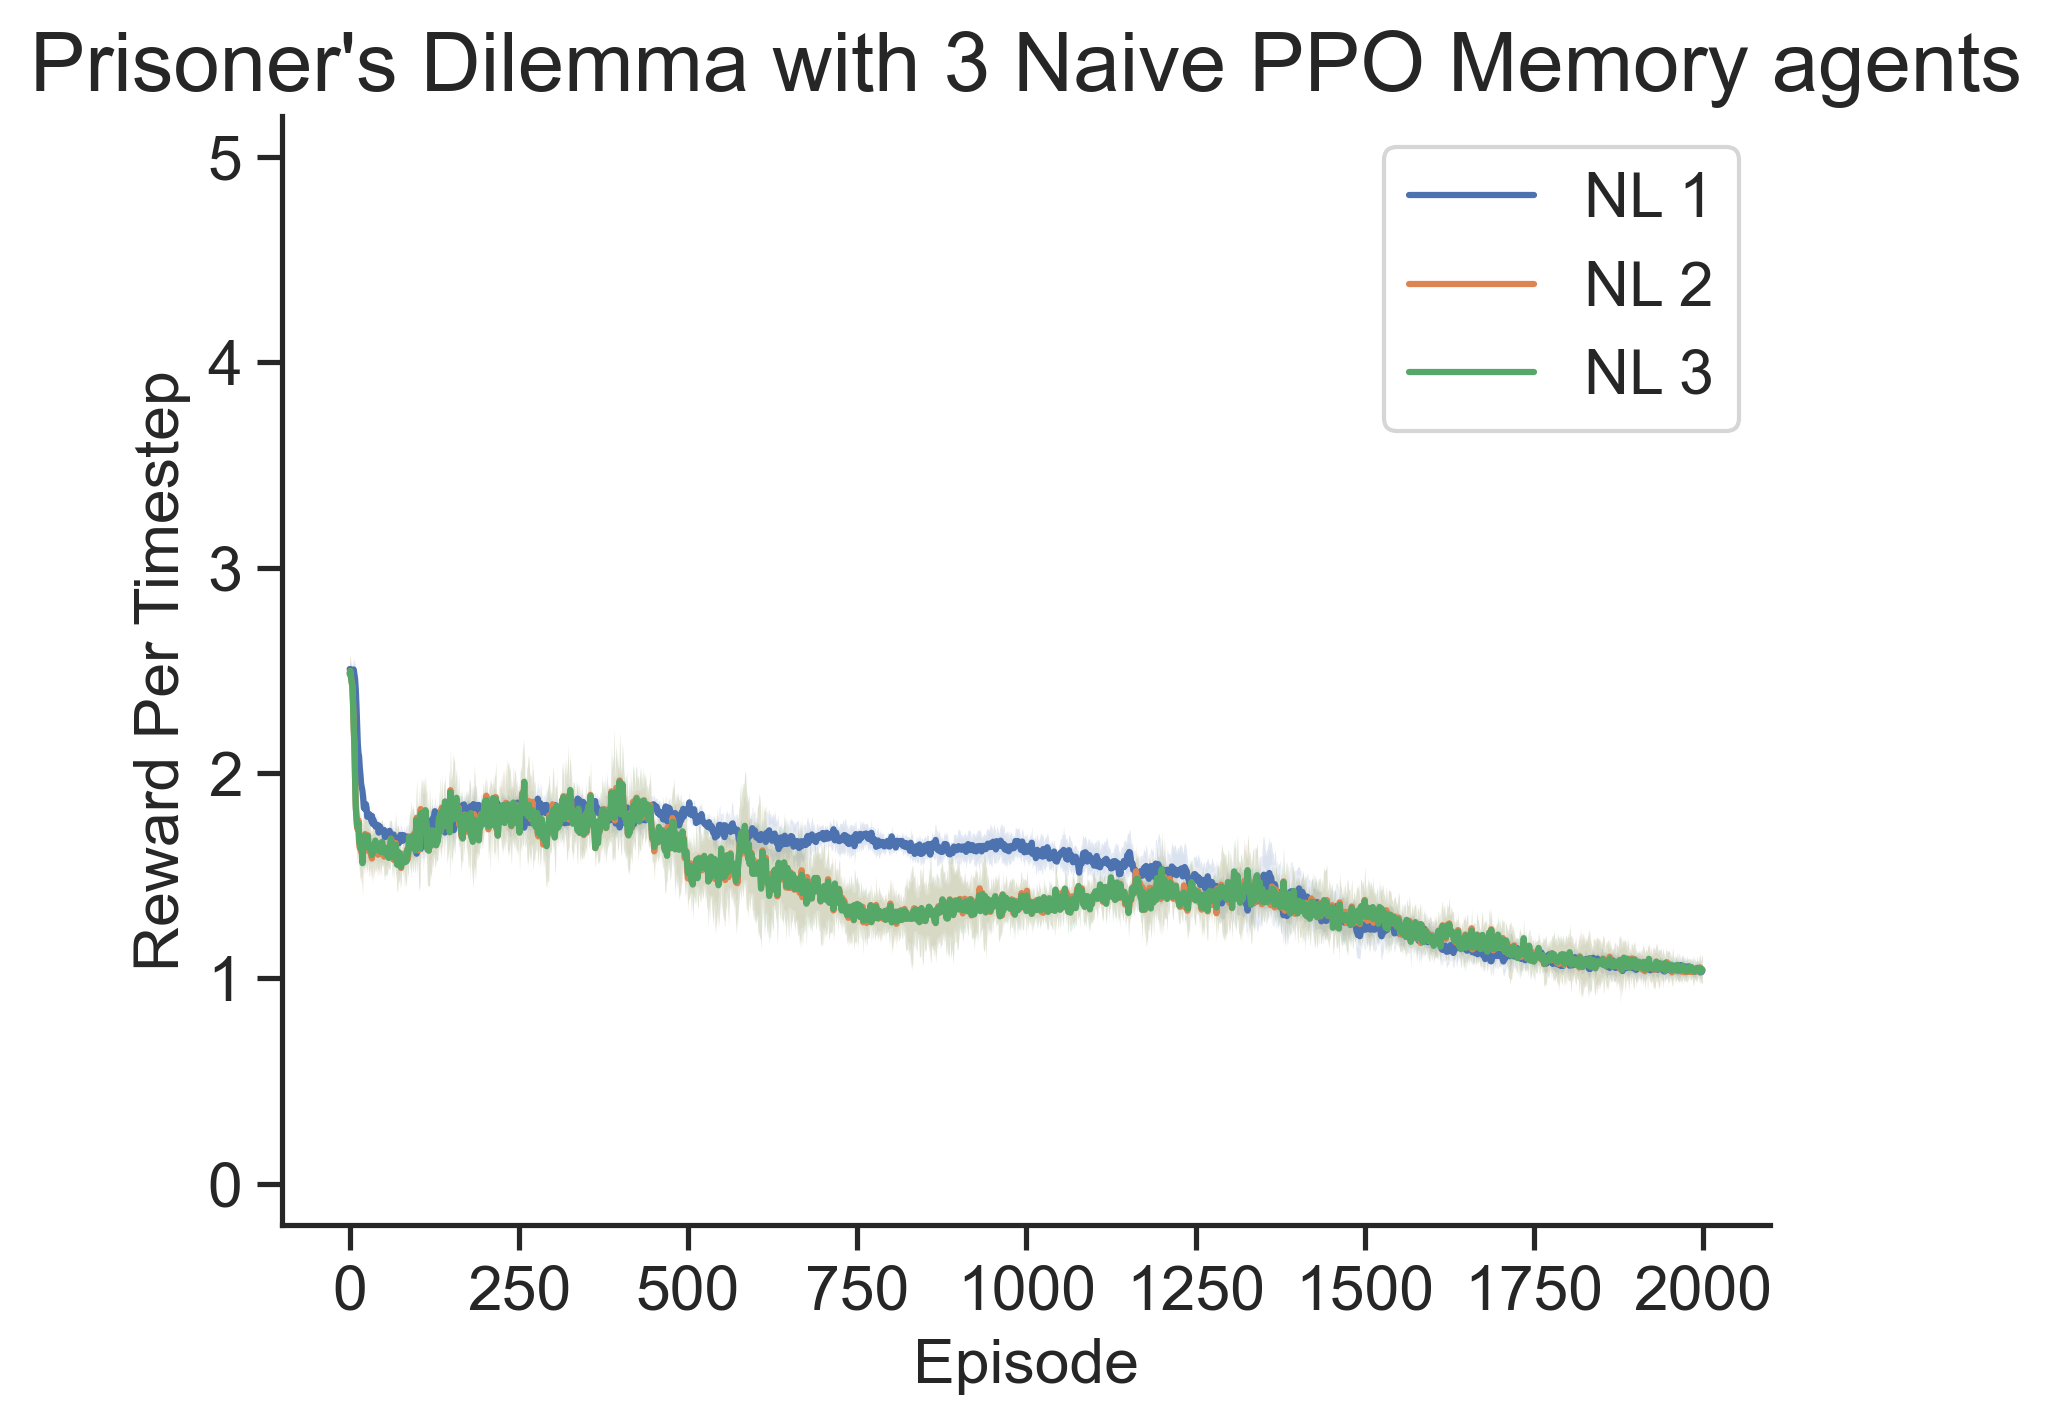 Prisoner's Dilemma with 3 Naive PPO Memory agents
5
4
3
2
1
0
Reward Per Timestep
NL 1
NL 2
NL 3
0 250 500 750 1000 1250 1500 1750 2000
Episode